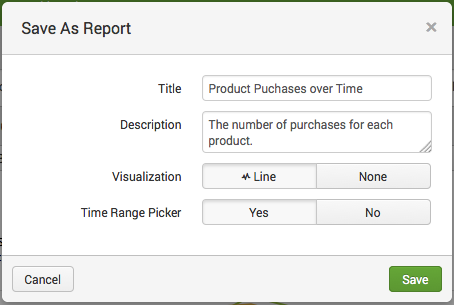 Save As Report ×
Title Product Puchases over Time
Description The number of purchases for each
product.
Visualization Line None
Time Range Picker Yes No
Cancel Save